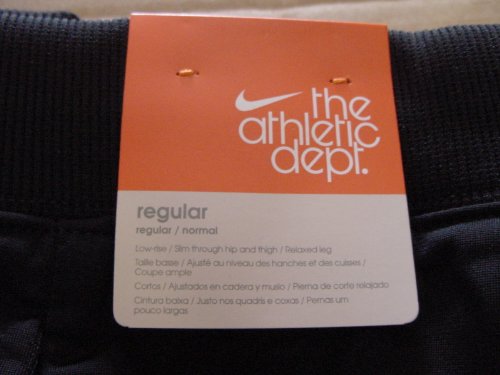 the
athletic
dept.
regular
regular / normal
Low-rise / Slim through hip and thigh / Relaxed leg
Taille basse / Ajusté au niveau des hanches et des cuisses /
Coupe ample
Cortos / Ajustados en cadera y muslo / Pierna de corte relajado
Cintura baixa / Justo nos quadris e coxas / Pernas um
pouco largas